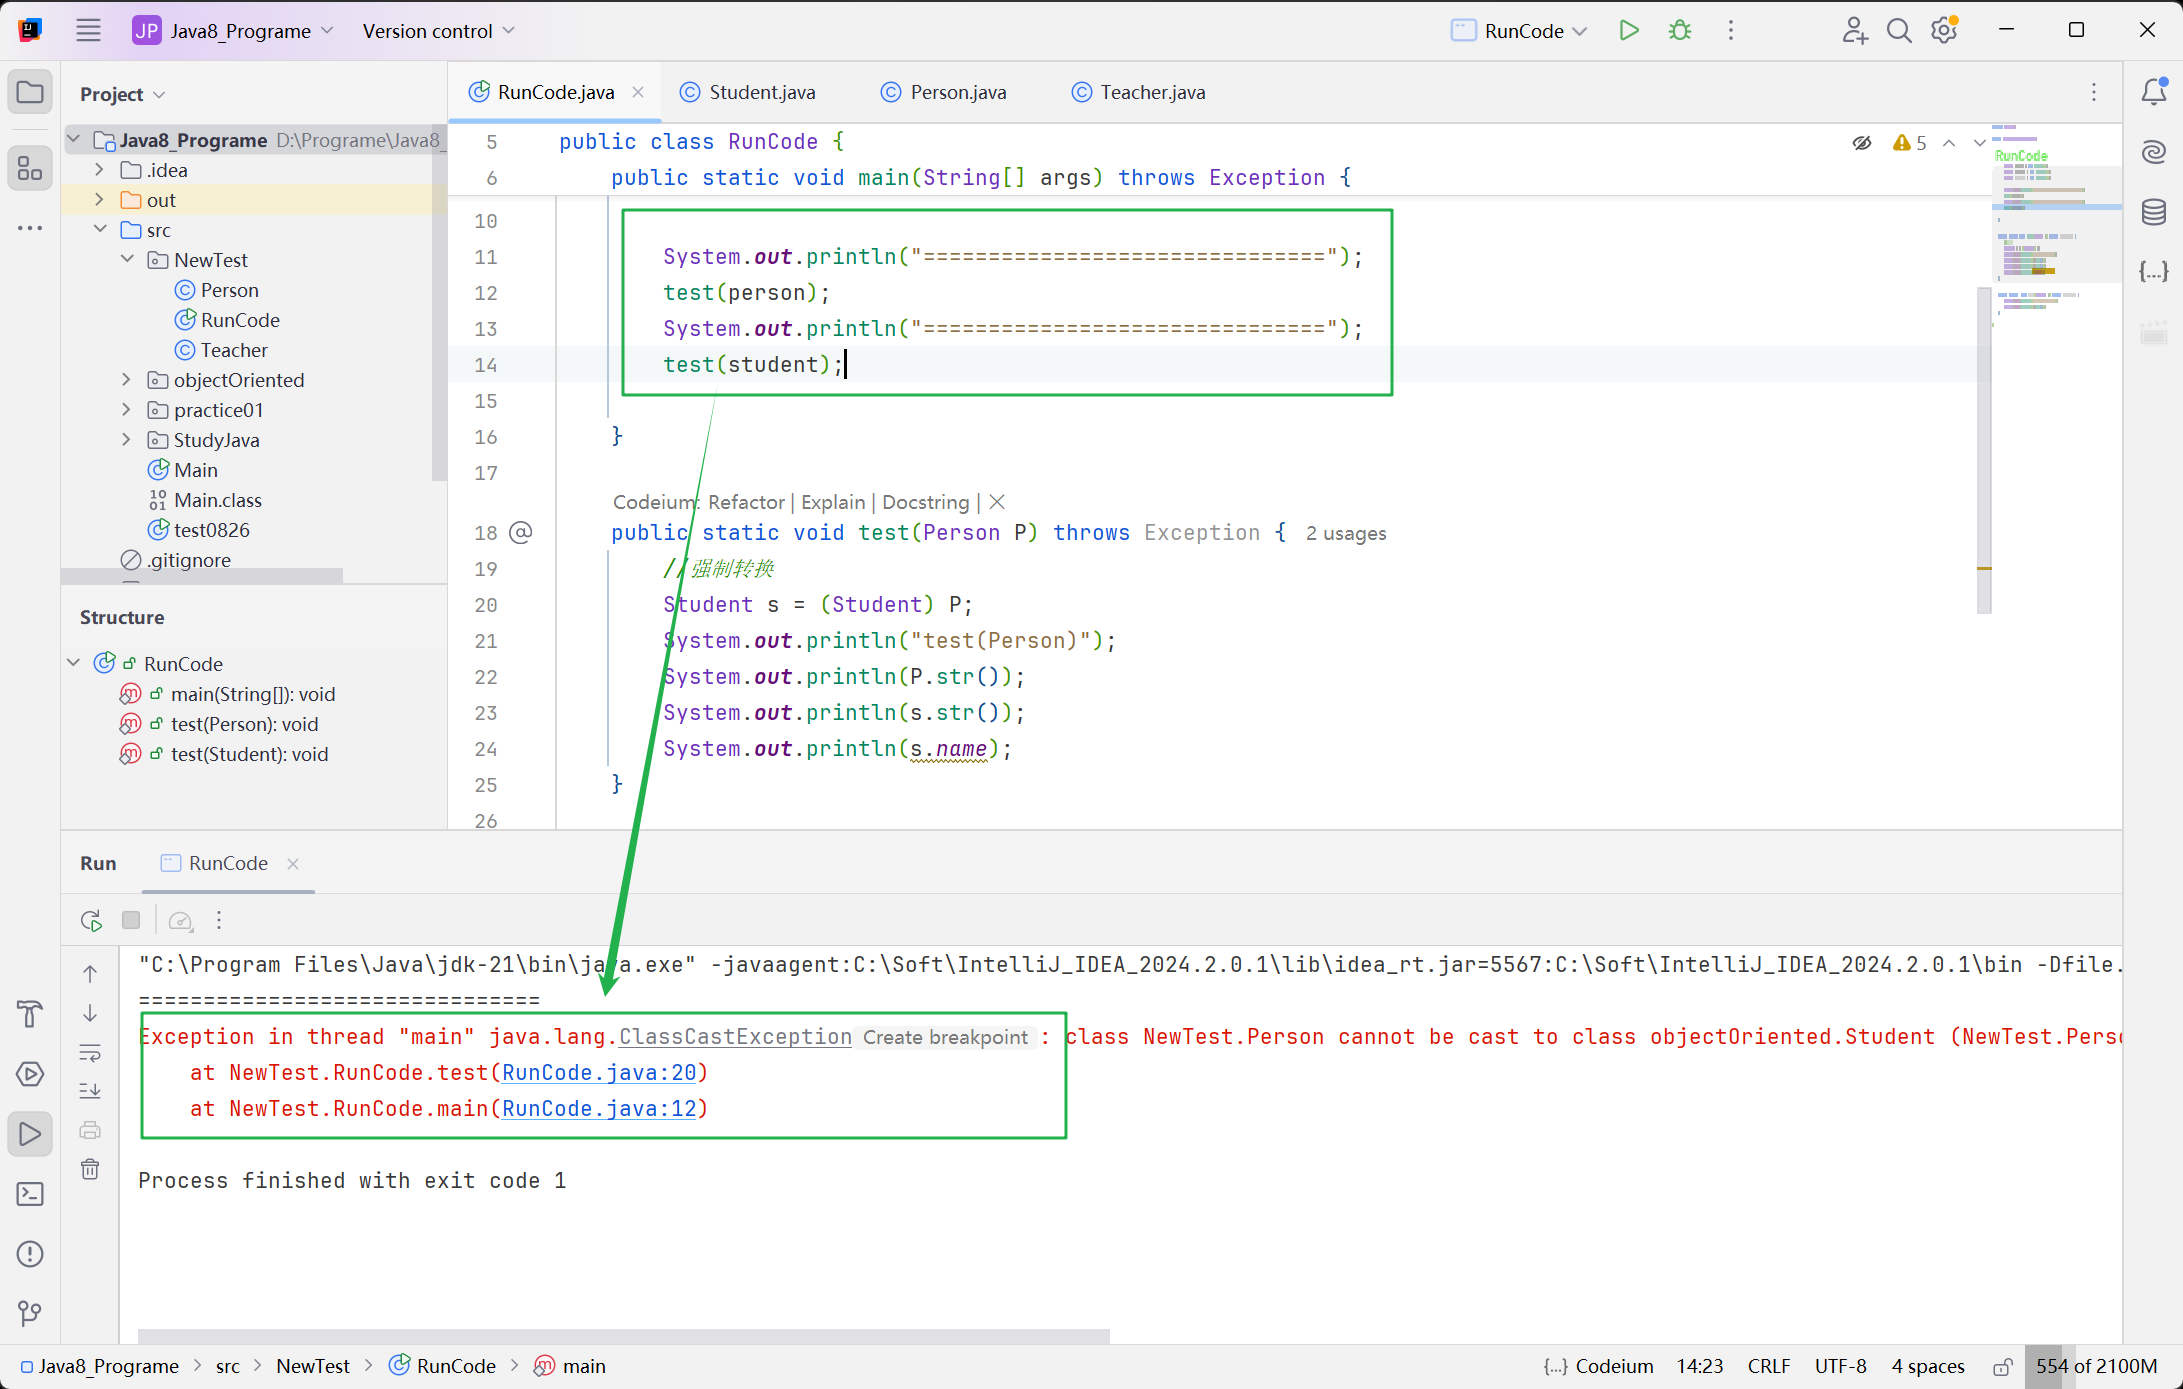 JP Java8_Programe Version control RunCode
Project
Java8_Programe D:\Programe\Java8_
.idea
out
src
NewTest
Person
RunCode
Teacher
objectOriented
practice01
StudyJava
Main
Main.class
test0826
.gitignore
Structure
RunCode
main(String[]): void
test(Person): void
test(Student): void
RunCode.java Student.java Person.java Teacher.java
5 public class RunCode {
6 public static void main(String[] args) throws Exception {
5
RunCode
10
11 System.out.println("===============================");
12 test(person);
13 System.out.println("===============================");
14 test(student);
15
16 }
17
Codeium: Refactor | Explain | Docstring | ×
18 @ public static void test(Person P) throws Exception { 2 usages
19 //强制转换
20 Student s = (Student) P;
21 System.out.println("test(Person)");
22 System.out.println(P.str());
23 System.out.println(s.str());
24 System.out.println(s.name);
25 }
26
Run RunCode
"C:\Program Files\Java\jdk-21\bin\java.exe" -javaagent:C:\Soft\IntelliJ_IDEA_2024.2.0.1\lib\idea_rt.jar=5567:C:\Soft\IntelliJ_IDEA_2024.2.0.1\bin -Dfile.
===============================
Exception in thread "main" java.lang.ClassCastException Create breakpoint : class NewTest.Person cannot be cast to class objectOriented.Student (NewTest.Perso
at NewTest.RunCode.test(RunCode.java:20)
at NewTest.RunCode.main(RunCode.java:12)
Process finished with exit code 1
Java8_Programe > src > NewTest > RunCode > main {...} Codeium 14:23 CRLF UTF-8 4 spaces 554 of 2100M